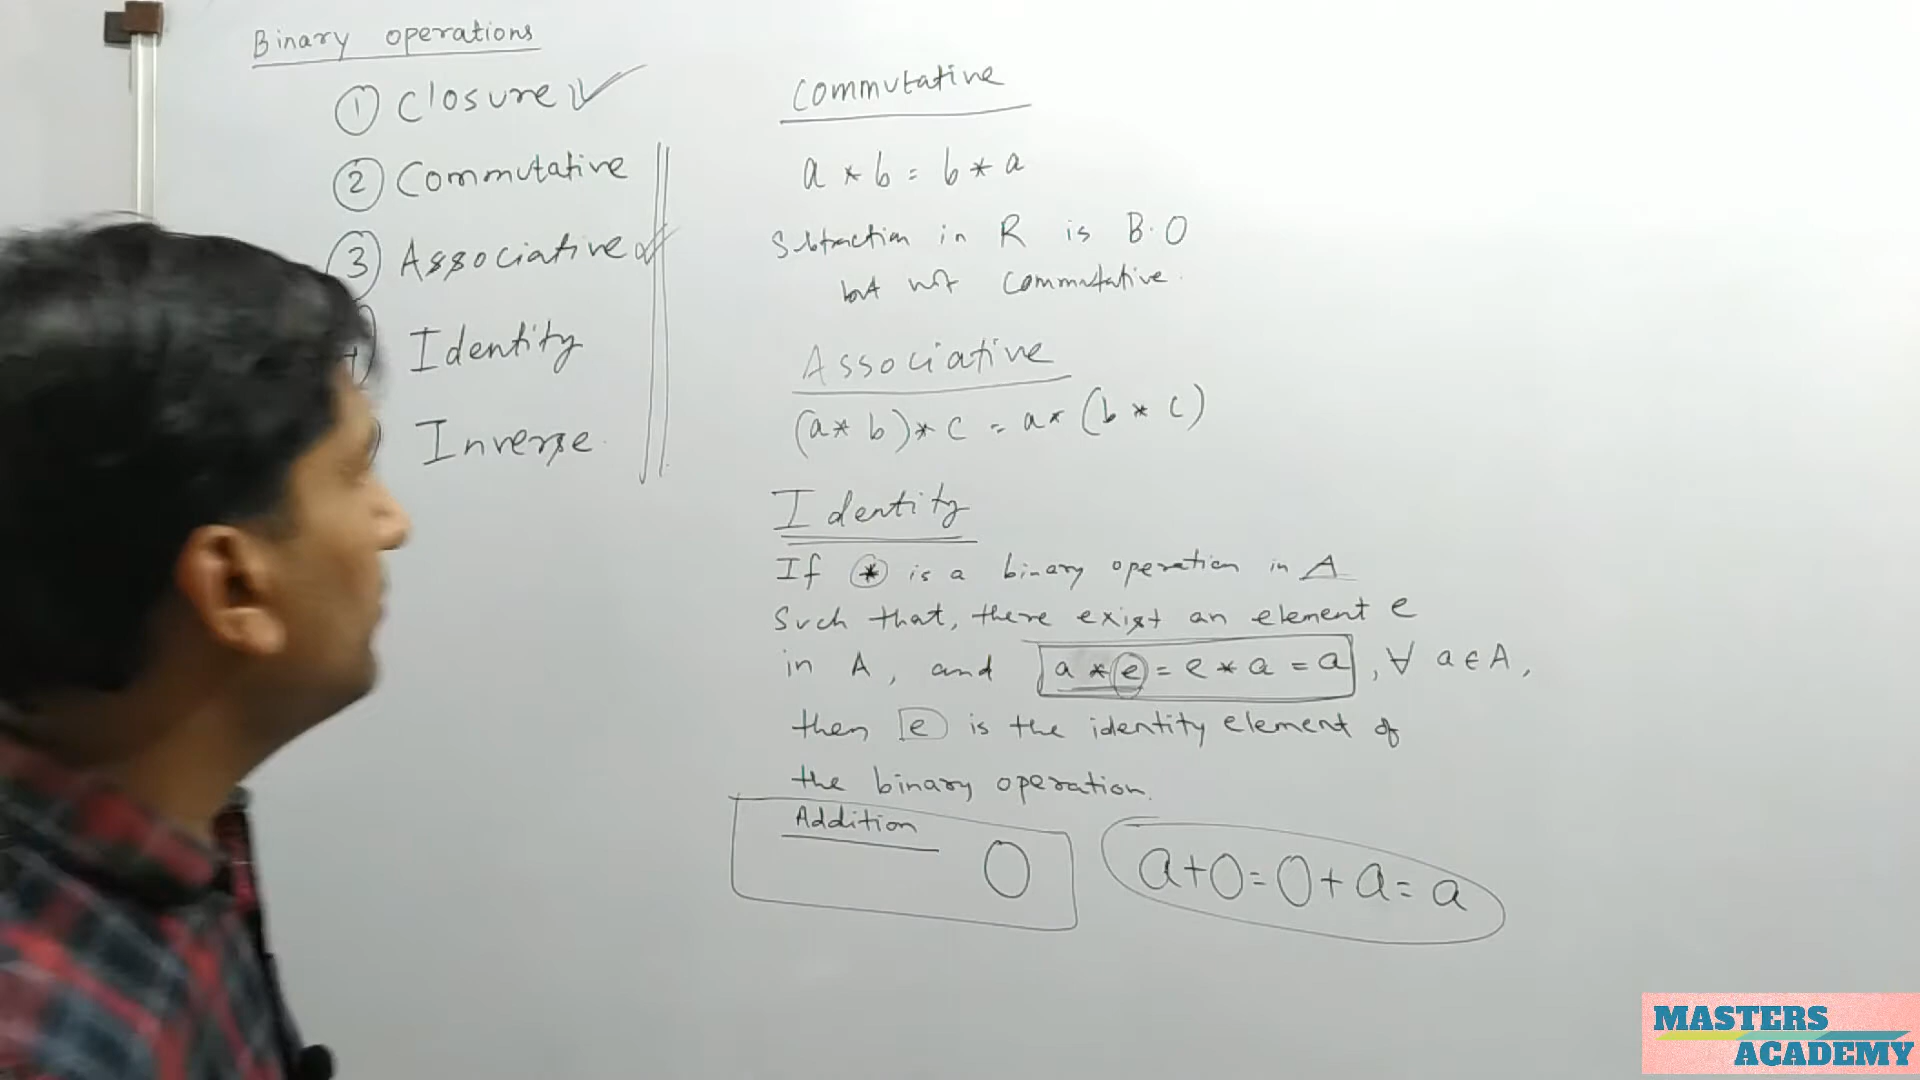 Binary operations
① Closure ✓
② Commutative
③ Associative ✓
Identity
Inverse
Commutative
a * b = b * a
Subtraction in R is B.O
but not commutative.
Associative
(a * b) * c = a * (b * c)
Identity
If * is a binary operation in A
Such that, there exist an element e
in A, and a * e = e * a = a, ∀ a ∈ A,
then e is the identity element of
the binary operation.
Addition
0
a + 0 = 0 + a = a
MASTERS
ACADEMY